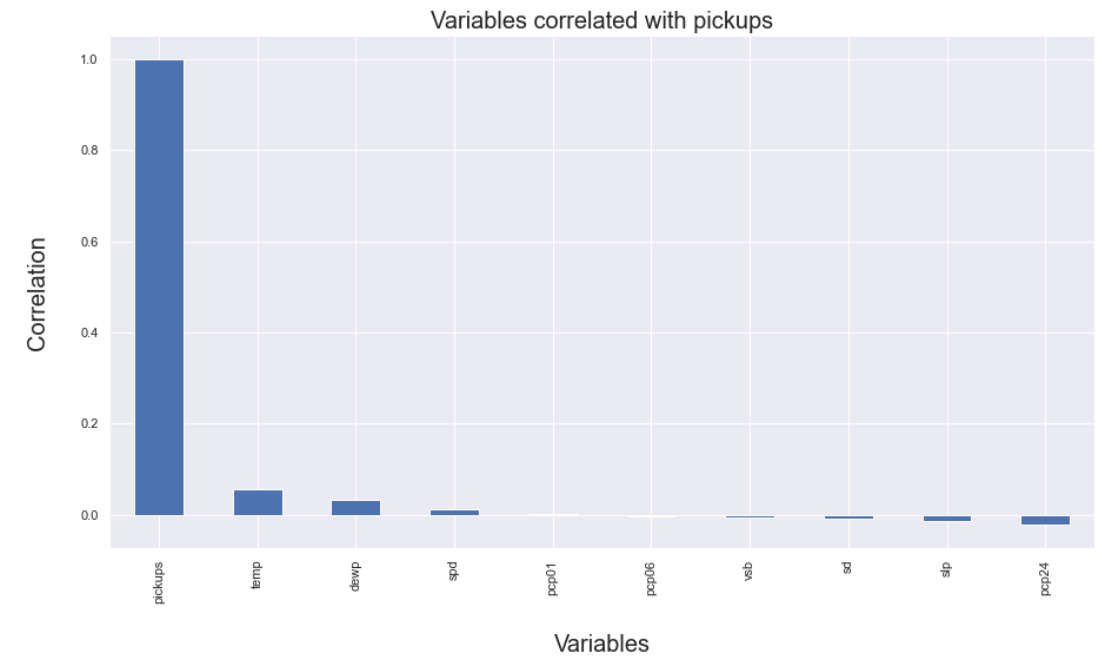 Variables correlated with pickups
Correlation
1.0
0.8
0.6
0.4
0.2
0.0
pickups
temp
dewp
spd
pcp01
pcp06
vsb
sd
slp
pcp24
Variables